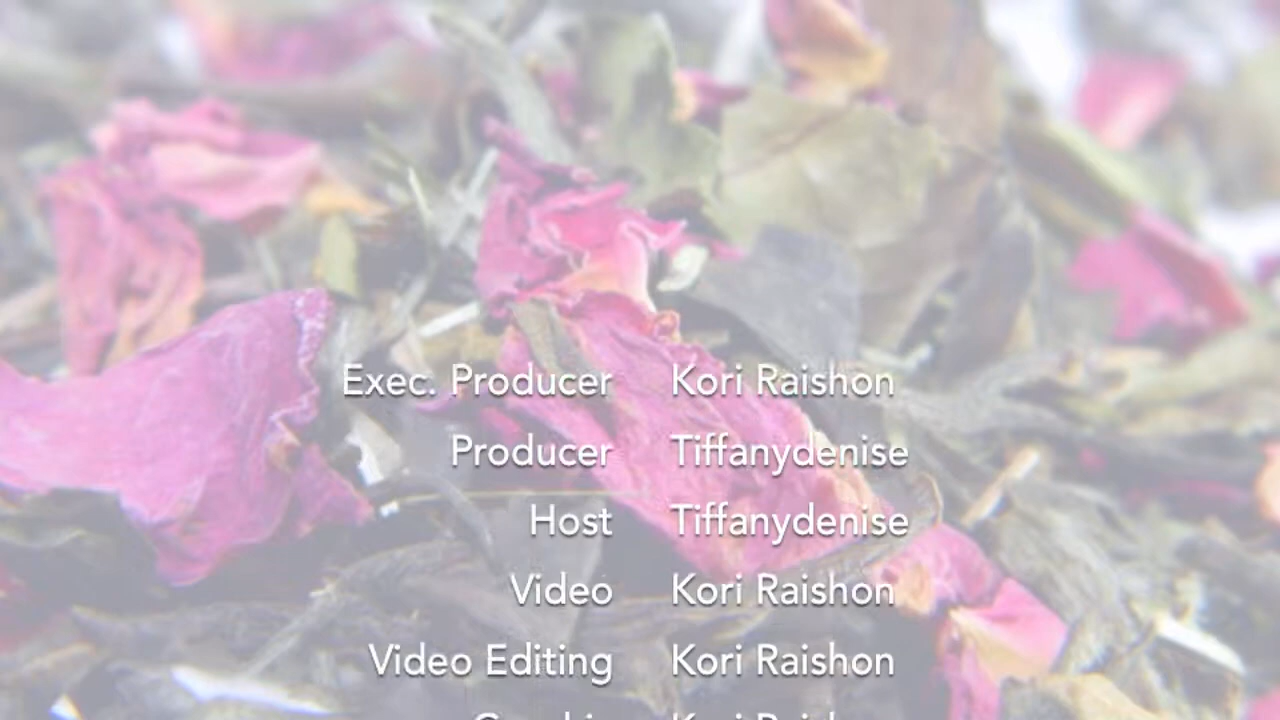 Exec. Producer Kori Raishon
Producer Tiffanydenise
Host Tiffanydenise
Video Kori Raishon
Video Editing Kori Raishon